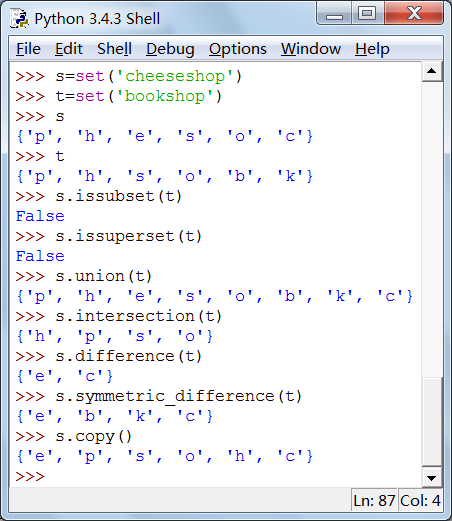 Python 3.4.3 Shell
File Edit Shell Debug Options Window Help
>>> s=set('cheeseshop')
>>> t=set('bookshop')
>>> s
{'p', 'h', 'e', 's', 'o', 'c'}
>>> t
{'p', 'h', 's', 'o', 'b', 'k'}
>>> s.issubset(t)
False
>>> s.issuperset(t)
False
>>> s.union(t)
{'p', 'h', 'e', 's', 'o', 'b', 'k', 'c'}
>>> s.intersection(t)
{'h', 'p', 's', 'o'}
>>> s.difference(t)
{'e', 'c'}
>>> s.symmetric_difference(t)
{'e', 'b', 'k', 'c'}
>>> s.copy()
{'e', 'p', 's', 'o', 'h', 'c'}
>>>
Ln: 87 Col: 4